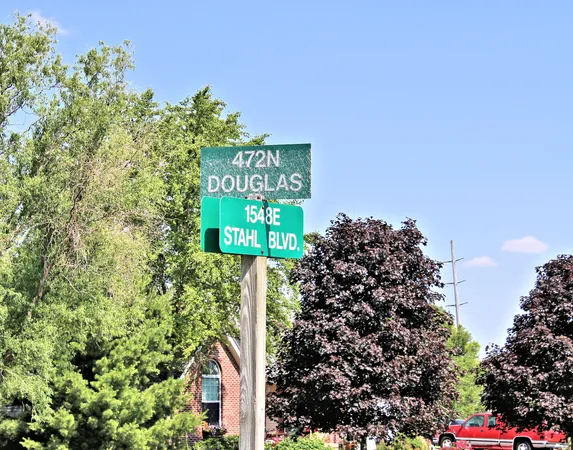 472N
DOUGLAS
1548E
STAHL BLVD.